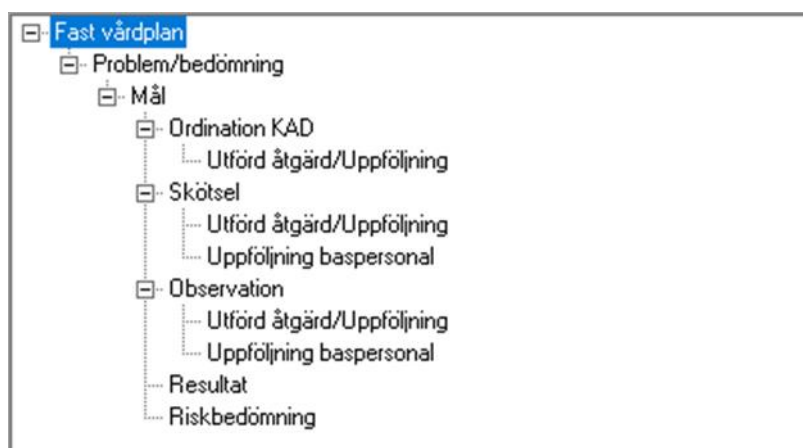 Fast vårdplan
Problem/bedömning
Mål
Ordination KAD
Utförd åtgärd/Uppföljning
Skötsel
Utförd åtgärd/Uppföljning
Uppföljning baspersonal
Observation
Utförd åtgärd/Uppföljning
Uppföljning baspersonal
Resultat
Riskbedömning